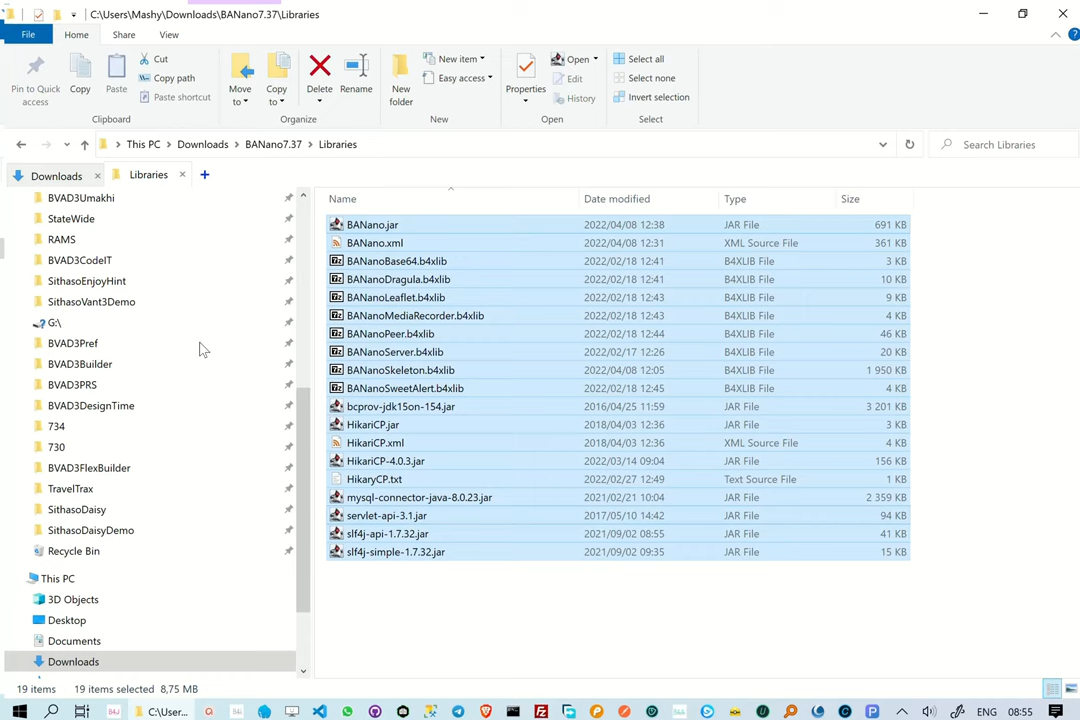 C:\Users\Mashy\Downloads\BANano7.37\Libraries
File Home Share View
Pin to Quick access
Copy
Paste
Cut
Copy path
Paste shortcut
Clipboard
Move to
Copy to
Delete
Rename
Organize
New folder
New item
Easy access
New
Properties
Open
Edit
History
Open
Select all
Select none
Invert selection
Select
This PC Downloads BANano7.37 Libraries
Search Libraries
Downloads
Libraries
BVAD3Umakhi
StateWide
RAMS
BVAD3CodeIT
SithasoEnjoyHint
SithasoVant3Demo
G:\
BVAD3Pref
BVAD3Builder
BVAD3PRS
BVAD3DesignTime
734
730
BVAD3FlexBuilder
TravelTrax
SithasoDaisy
SithasoDaisyDemo
Recycle Bin
This PC
3D Objects
Desktop
Documents
Downloads
Name Date modified Type Size
BANano.jar 2022/04/08 12:38 JAR File 691 KB
BANano.xml 2022/04/08 12:31 XML Source File 361 KB
BANanoBase64.b4xlib 2022/02/18 12:41 B4XLIB File 3 KB
BANanoDragula.b4xlib 2022/02/18 12:41 B4XLIB File 10 KB
BANanoLeaflet.b4xlib 2022/02/18 12:43 B4XLIB File 9 KB
BANanoMediaRecorder.b4xlib 2022/02/18 12:43 B4XLIB File 4 KB
BANanoPeer.b4xlib 2022/02/18 12:44 B4XLIB File 46 KB
BANanoServer.b4xlib 2022/02/17 12:26 B4XLIB File 20 KB
BANanoSkeleton.b4xlib 2022/04/08 12:05 B4XLIB File 1 950 KB
BANanoSweetAlert.b4xlib 2022/02/18 12:45 B4XLIB File 4 KB
bcprov-jdk15on-154.jar 2016/04/25 11:59 JAR File 3 201 KB
HikariCP.jar 2018/04/03 12:36 JAR File 3 KB
HikariCP.xml 2018/04/03 12:36 XML Source File 4 KB
HikariCP-4.0.3.jar 2022/03/14 09:04 JAR File 156 KB
HikaryCP.txt 2022/02/27 12:49 Text Source File 1 KB
mysql-connector-java-8.0.23.jar 2021/02/21 10:04 JAR File 2 359 KB
servlet-api-3.1.jar 2017/05/10 14:42 JAR File 94 KB
slf4j-api-1.7.32.jar 2021/09/02 08:55 JAR File 41 KB
slf4j-simple-1.7.32.jar 2021/09/02 09:35 JAR File 15 KB
19 items 19 items selected 8,75 MB
C:\User...
ENG 08:55